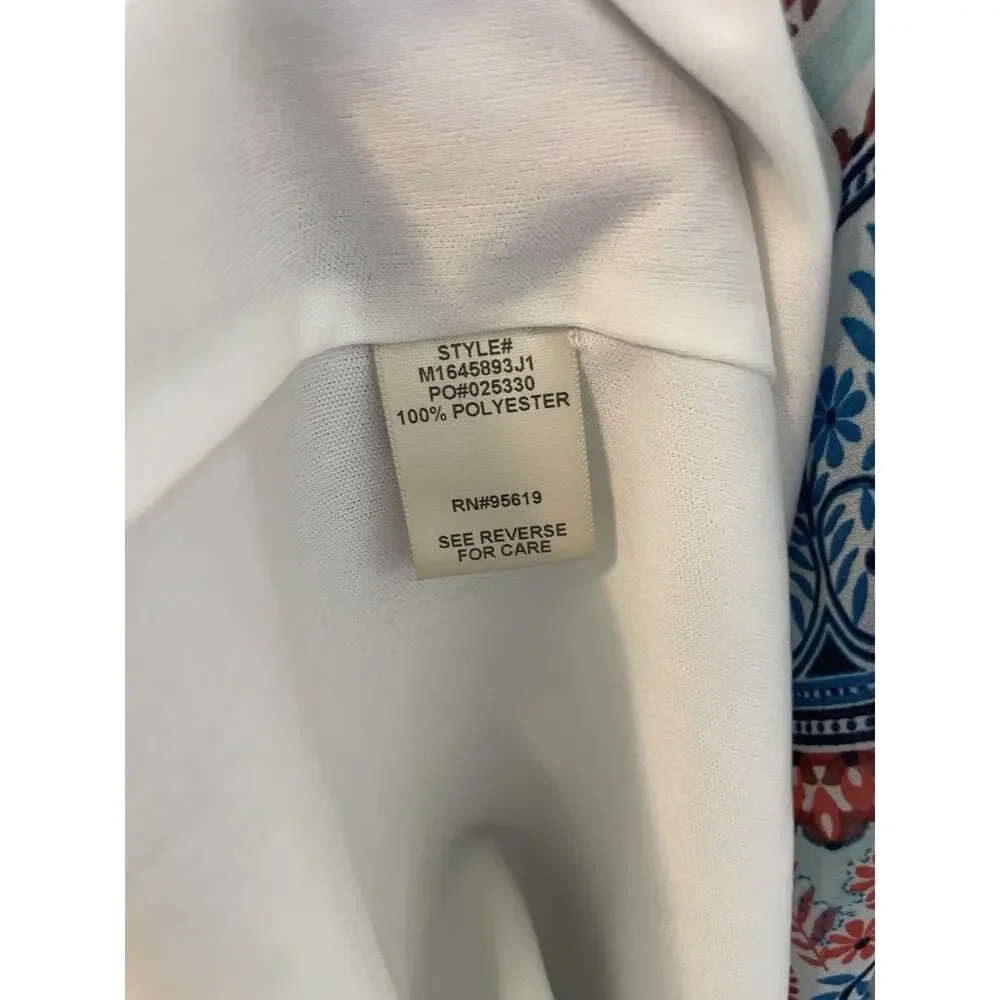 STYLE#
M1645893J1
PO#025330
100% POLYESTER
RN#95619
SEE REVERSE
FOR CARE